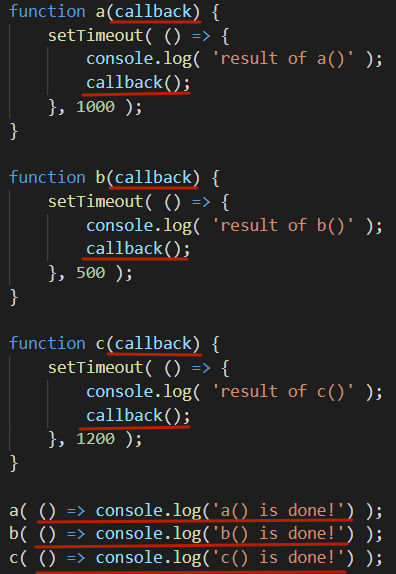 function a(callback) {
    setTimeout( () => {
        console.log( 'result of a()' );
        callback();
    }, 1000 );
}

function b(callback) {
    setTimeout( () => {
        console.log( 'result of b()' );
        callback();
    }, 500 );
}

function c(callback) {
    setTimeout( () => {
        console.log( 'result of c()' );
        callback();
    }, 1200 );
}

a( () => console.log('a() is done!') );
b( () => console.log('b() is done!') );
c( () => console.log('c() is done!') );